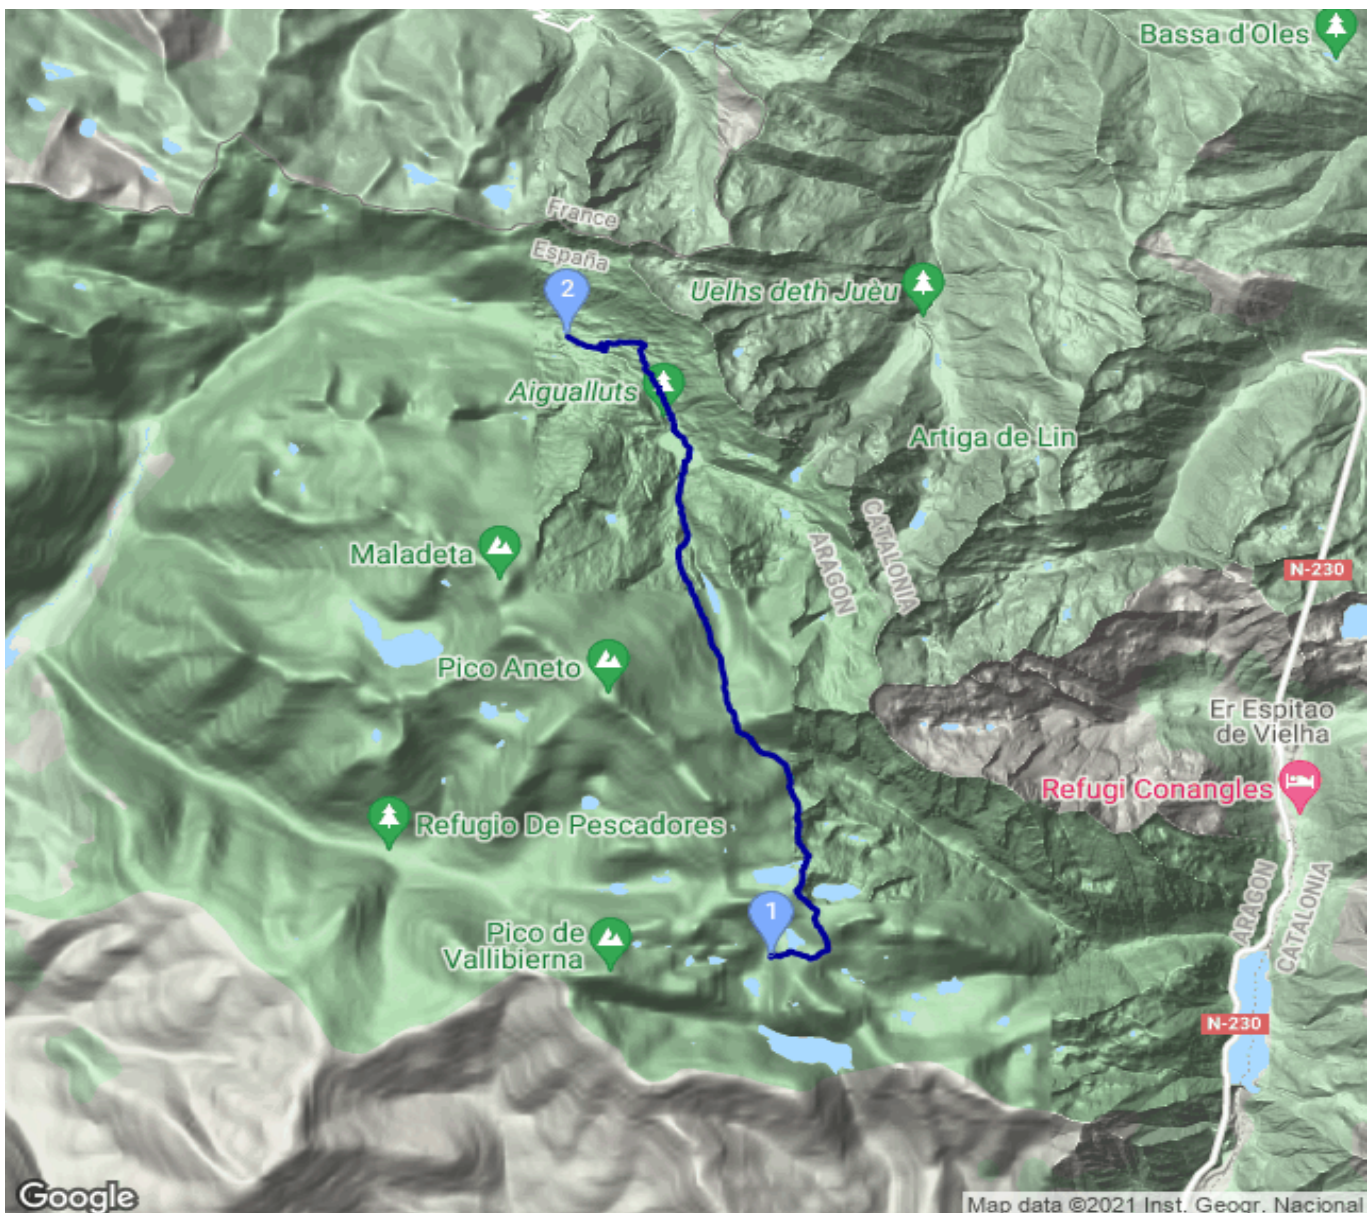 Bassa d'Oles
France
España
2
Uelhs deth Juèu
Aigualluts
Artiga de Lin
Maladeta
ARAGON
CATALONIA
N-230
Pico Aneto
Er Espitao
de Vielha
Refugi Conangles
Refugio De Pescadores
1
Pico de
Vallibierna
ARAGON
CATALONIA
N-230
Google
Map data ©2021 Inst. Geogr. Nacional